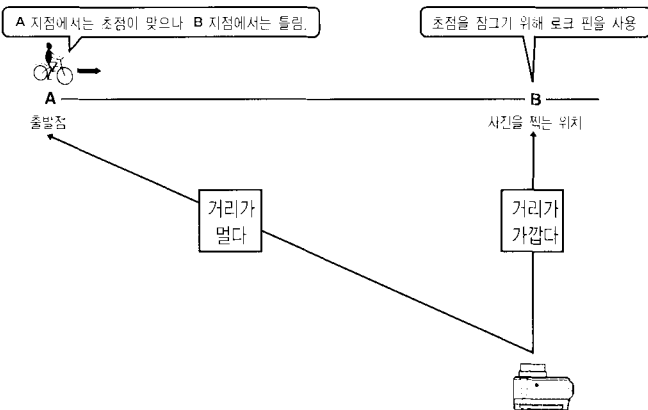 A 지점에서는 초점이 맞으나 B 지점에서는 틀림.
초점을 잠그기 위해 로크 핀을 사용
A
B
출발점
사진을 찍는 위치
거리가
멀다
거리가
가깝다